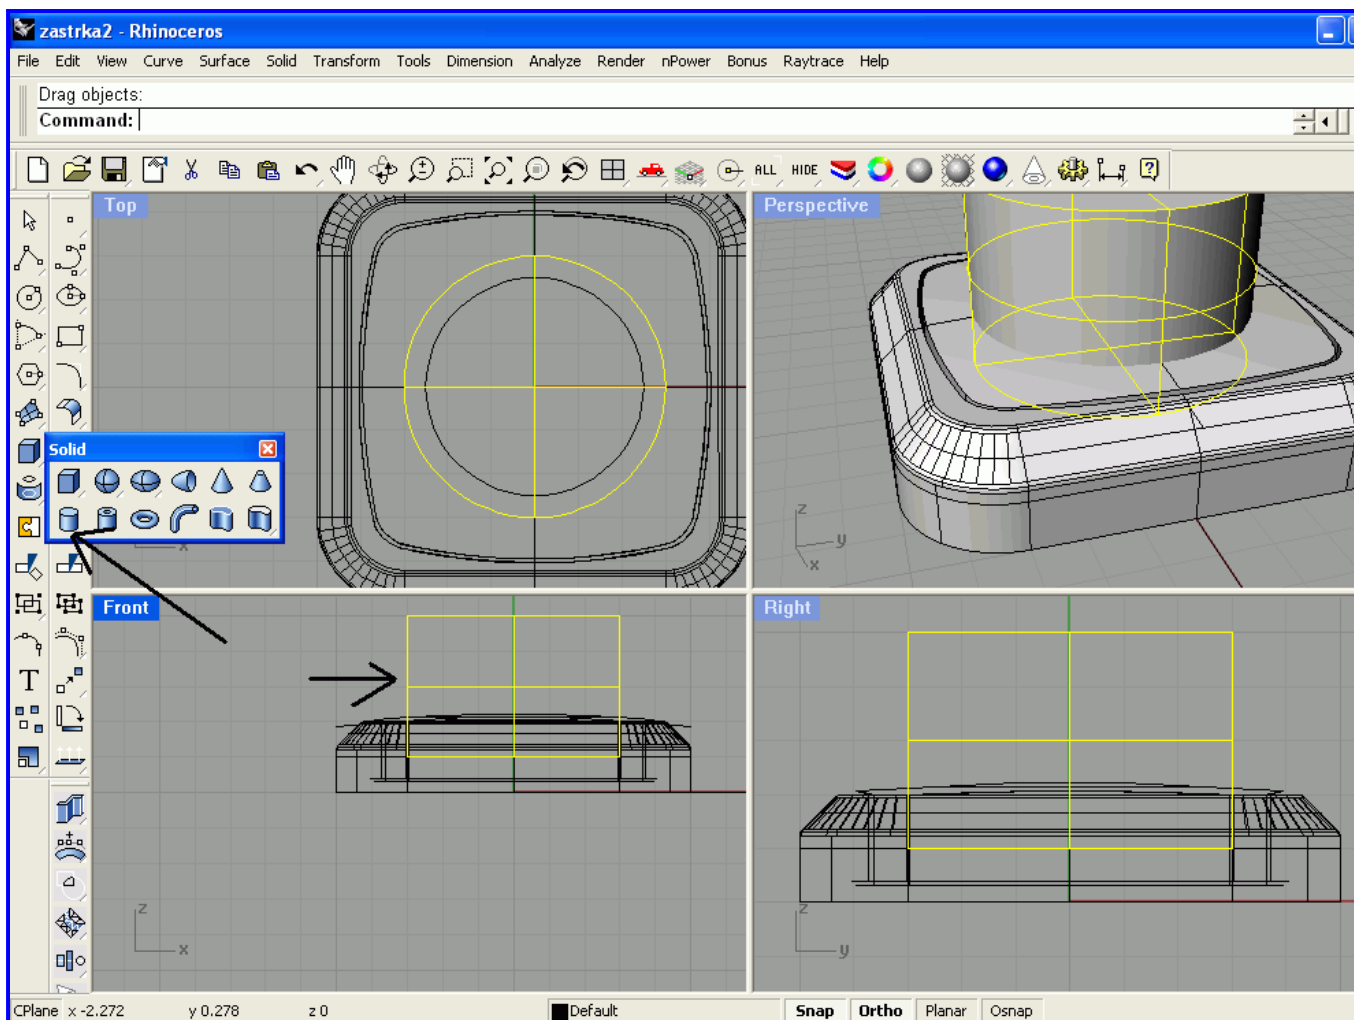 zastrka2 - Rhinoceros
File Edit View Curve Surface Solid Transform Tools Dimension Analyze Render nPower Bonus Raytrace Help
Drag objects:
Command:
ALL HIDE
Top
Perspective
z
y
x
Solid
x
T
Front
z
x
Right
z
y
CPlane x -2.272 y 0.278 z 0 Default Snap Ortho Planar Osnap